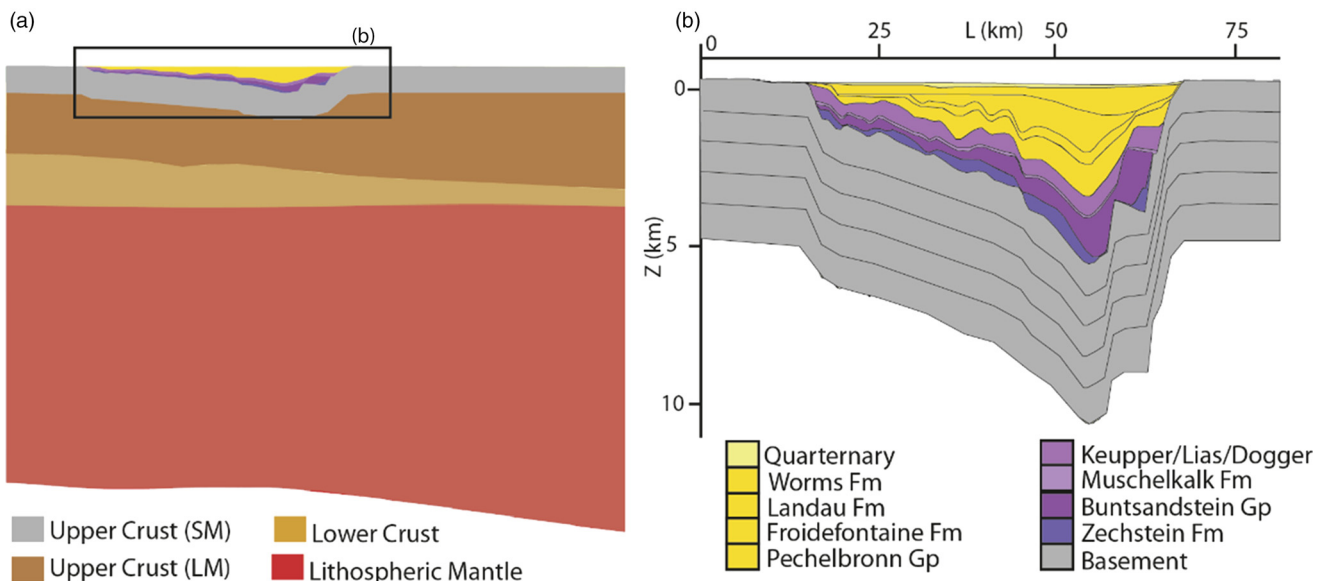 (a)
(b)
Upper Crust (SM)
Lower Crust
Upper Crust (LM)
Lithospheric Mantle
(b)
0
25
L (km)
50
75
0
5
10
Z (km)
Quarternary
Worms Fm
Landau Fm
Froidefontaine Fm
Pechelbronn Gp
Keupper/Lias/Dogger
Muschelkalk Fm
Buntsandstein Gp
Zechstein Fm
Basement